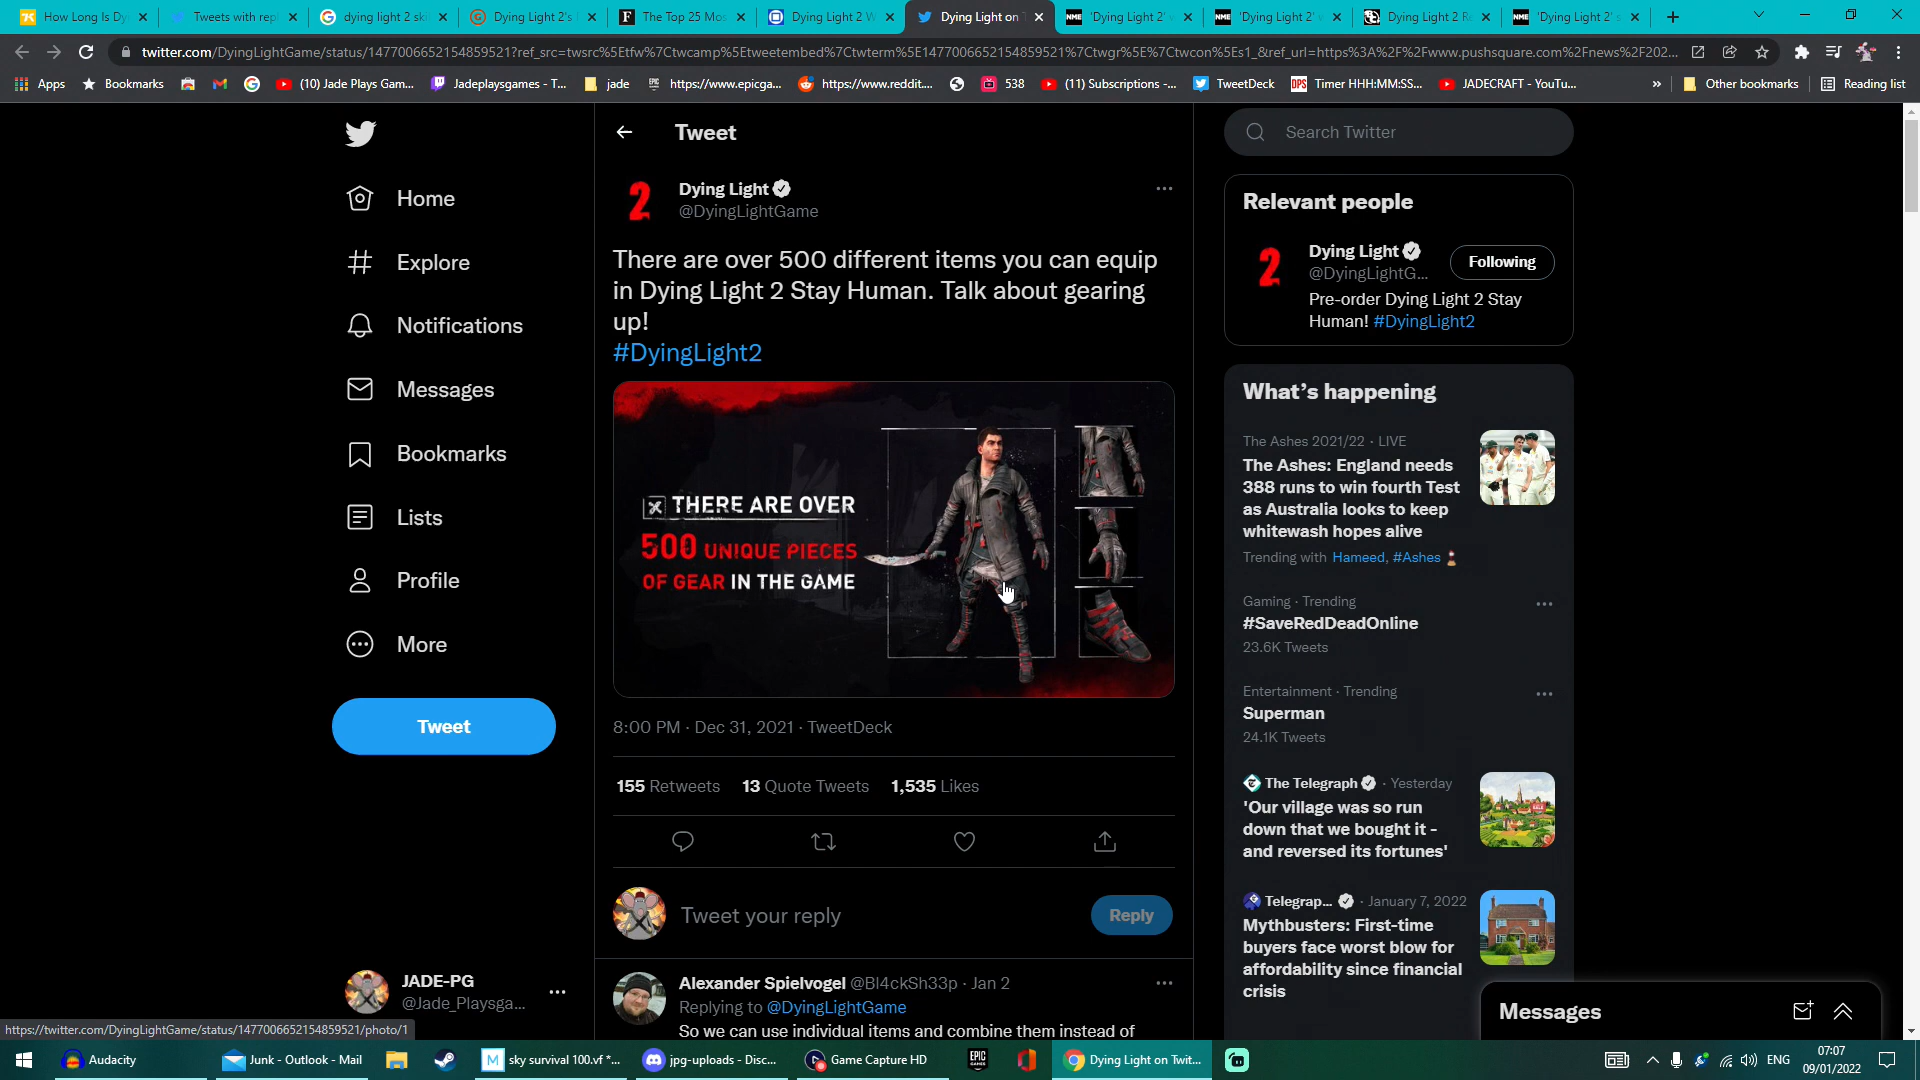 How Long Is Dy
Tweets with rep
dying light 2 ski
Dying Light 2's
The Top 25 Mos
Dying Light 2 W
Dying Light on T
'Dying Light 2' w
'Dying Light 2' w
Dying Light 2 R
'Dying Light 2' s
twitter.com/DyingLightGame/status/1477006652154859521?ref_src=twsrc%5Etfw%7Ctwcamp%5Etweetembed%7Ctwterm%5E1477006652154859521%7Ctwgr%5E%7Ctwcon%5Es1_&ref_url=https%3A%2F%2Fwww.pushsquare.com%2Fnews%2F202...
Apps
Bookmarks
(10) Jade Plays Gam...
Jadeplaysgames - T...
jade
https://www.epicga...
https://www.reddit...
538
(11) Subscriptions -...
TweetDeck
DPS Timer HHH:MM:SS...
JADECRAFT - YouTu...
»
Other bookmarks
Reading list
Home
Explore
Notifications
Messages
Bookmarks
Lists
Profile
More
Tweet
JADE-PG
@Jade_Playsga...
Tweet
Dying Light
@DyingLightGame
There are over 500 different items you can equip
in Dying Light 2 Stay Human. Talk about gearing
up!
#DyingLight2
THERE ARE OVER
500 UNIQUE PIECES
OF GEAR IN THE GAME
8:00 PM · Dec 31, 2021 · TweetDeck
155 Retweets 13 Quote Tweets 1,535 Likes
Tweet your reply
Reply
Alexander Spielvogel @Bl4ckSh33p · Jan 2
Replying to @DyingLightGame
So we can use individual items and combine them instead of
Search Twitter
Relevant people
Dying Light
@DyingLightG...
Following
Pre-order Dying Light 2 Stay
Human! #DyingLight2
What's happening
The Ashes 2021/22 · LIVE
The Ashes: England needs
388 runs to win fourth Test
as Australia looks to keep
whitewash hopes alive
Trending with Hameed, #Ashes
Gaming · Trending
#SaveRedDeadOnline
23.6K Tweets
Entertainment · Trending
Superman
24.1K Tweets
The Telegraph · Yesterday
'Our village was so run
down that we bought it -
and reversed its fortunes'
Telegrap... · January 7, 2022
Mythbusters: First-time
buyers face worst blow for
affordability since financial
crisis
Messages
https://twitter.com/DyingLightGame/status/1477006652154859521/photo/1
Audacity
Junk - Outlook - Mail
sky survival 100.vf *...
jpg-uploads - Disc...
Game Capture HD
Dying Light on Twit...
ENG
07:07
09/01/2022